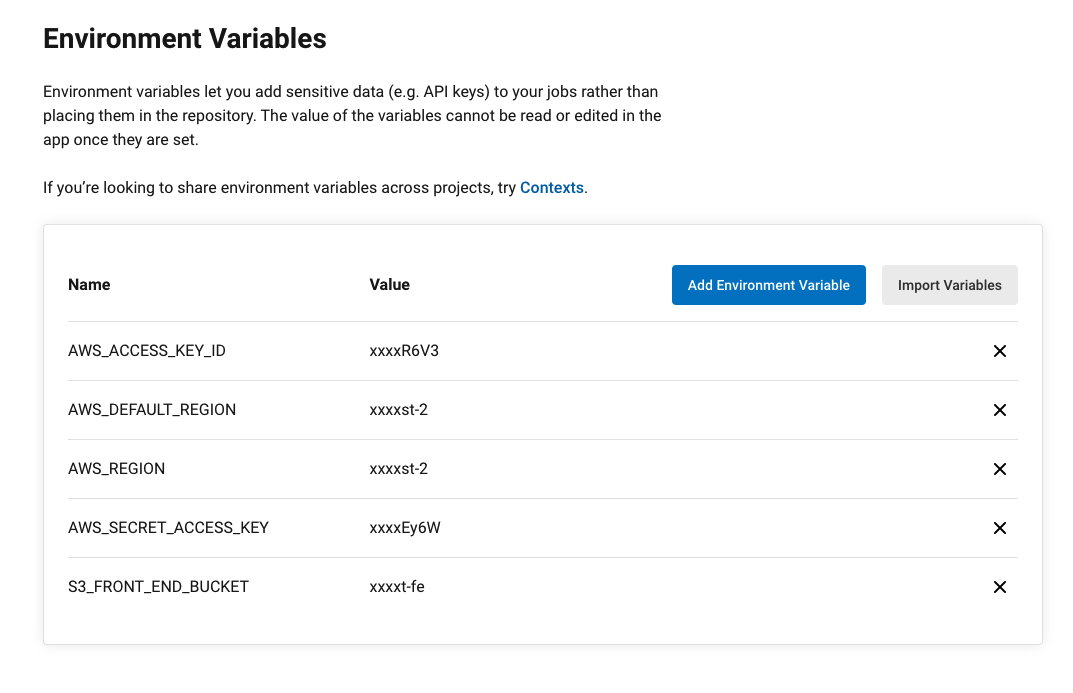 Environment Variables
Environment variables let you add sensitive data (e.g. API keys) to your jobs rather than
placing them in the repository. The value of the variables cannot be read or edited in the
app once they are set.
If you’re looking to share environment variables across projects, try Contexts.
Name Value Add Environment Variable Import Variables
AWS_ACCESS_KEY_ID xxxxR6V3
AWS_DEFAULT_REGION xxxxst-2
AWS_REGION xxxxst-2
AWS_SECRET_ACCESS_KEY xxxxEy6W
S3_FRONT_END_BUCKET xxxxt-fe